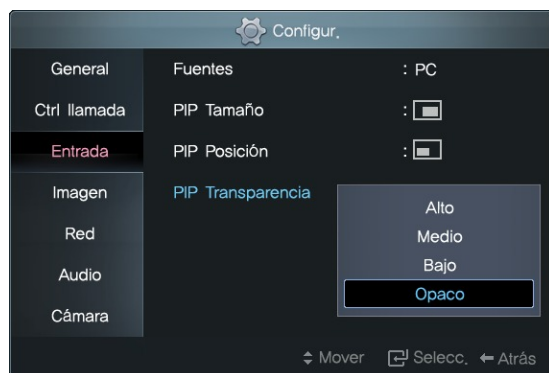 Configur.
General
Fuentes : PC
Ctrl llamada
PIP Tamaño :
Entrada
PIP Posición :
Imagen
PIP Transparencia
Alto
Red
Medio
Audio
Bajo
Opaco
Cámara
Mover Selecc. Atrás